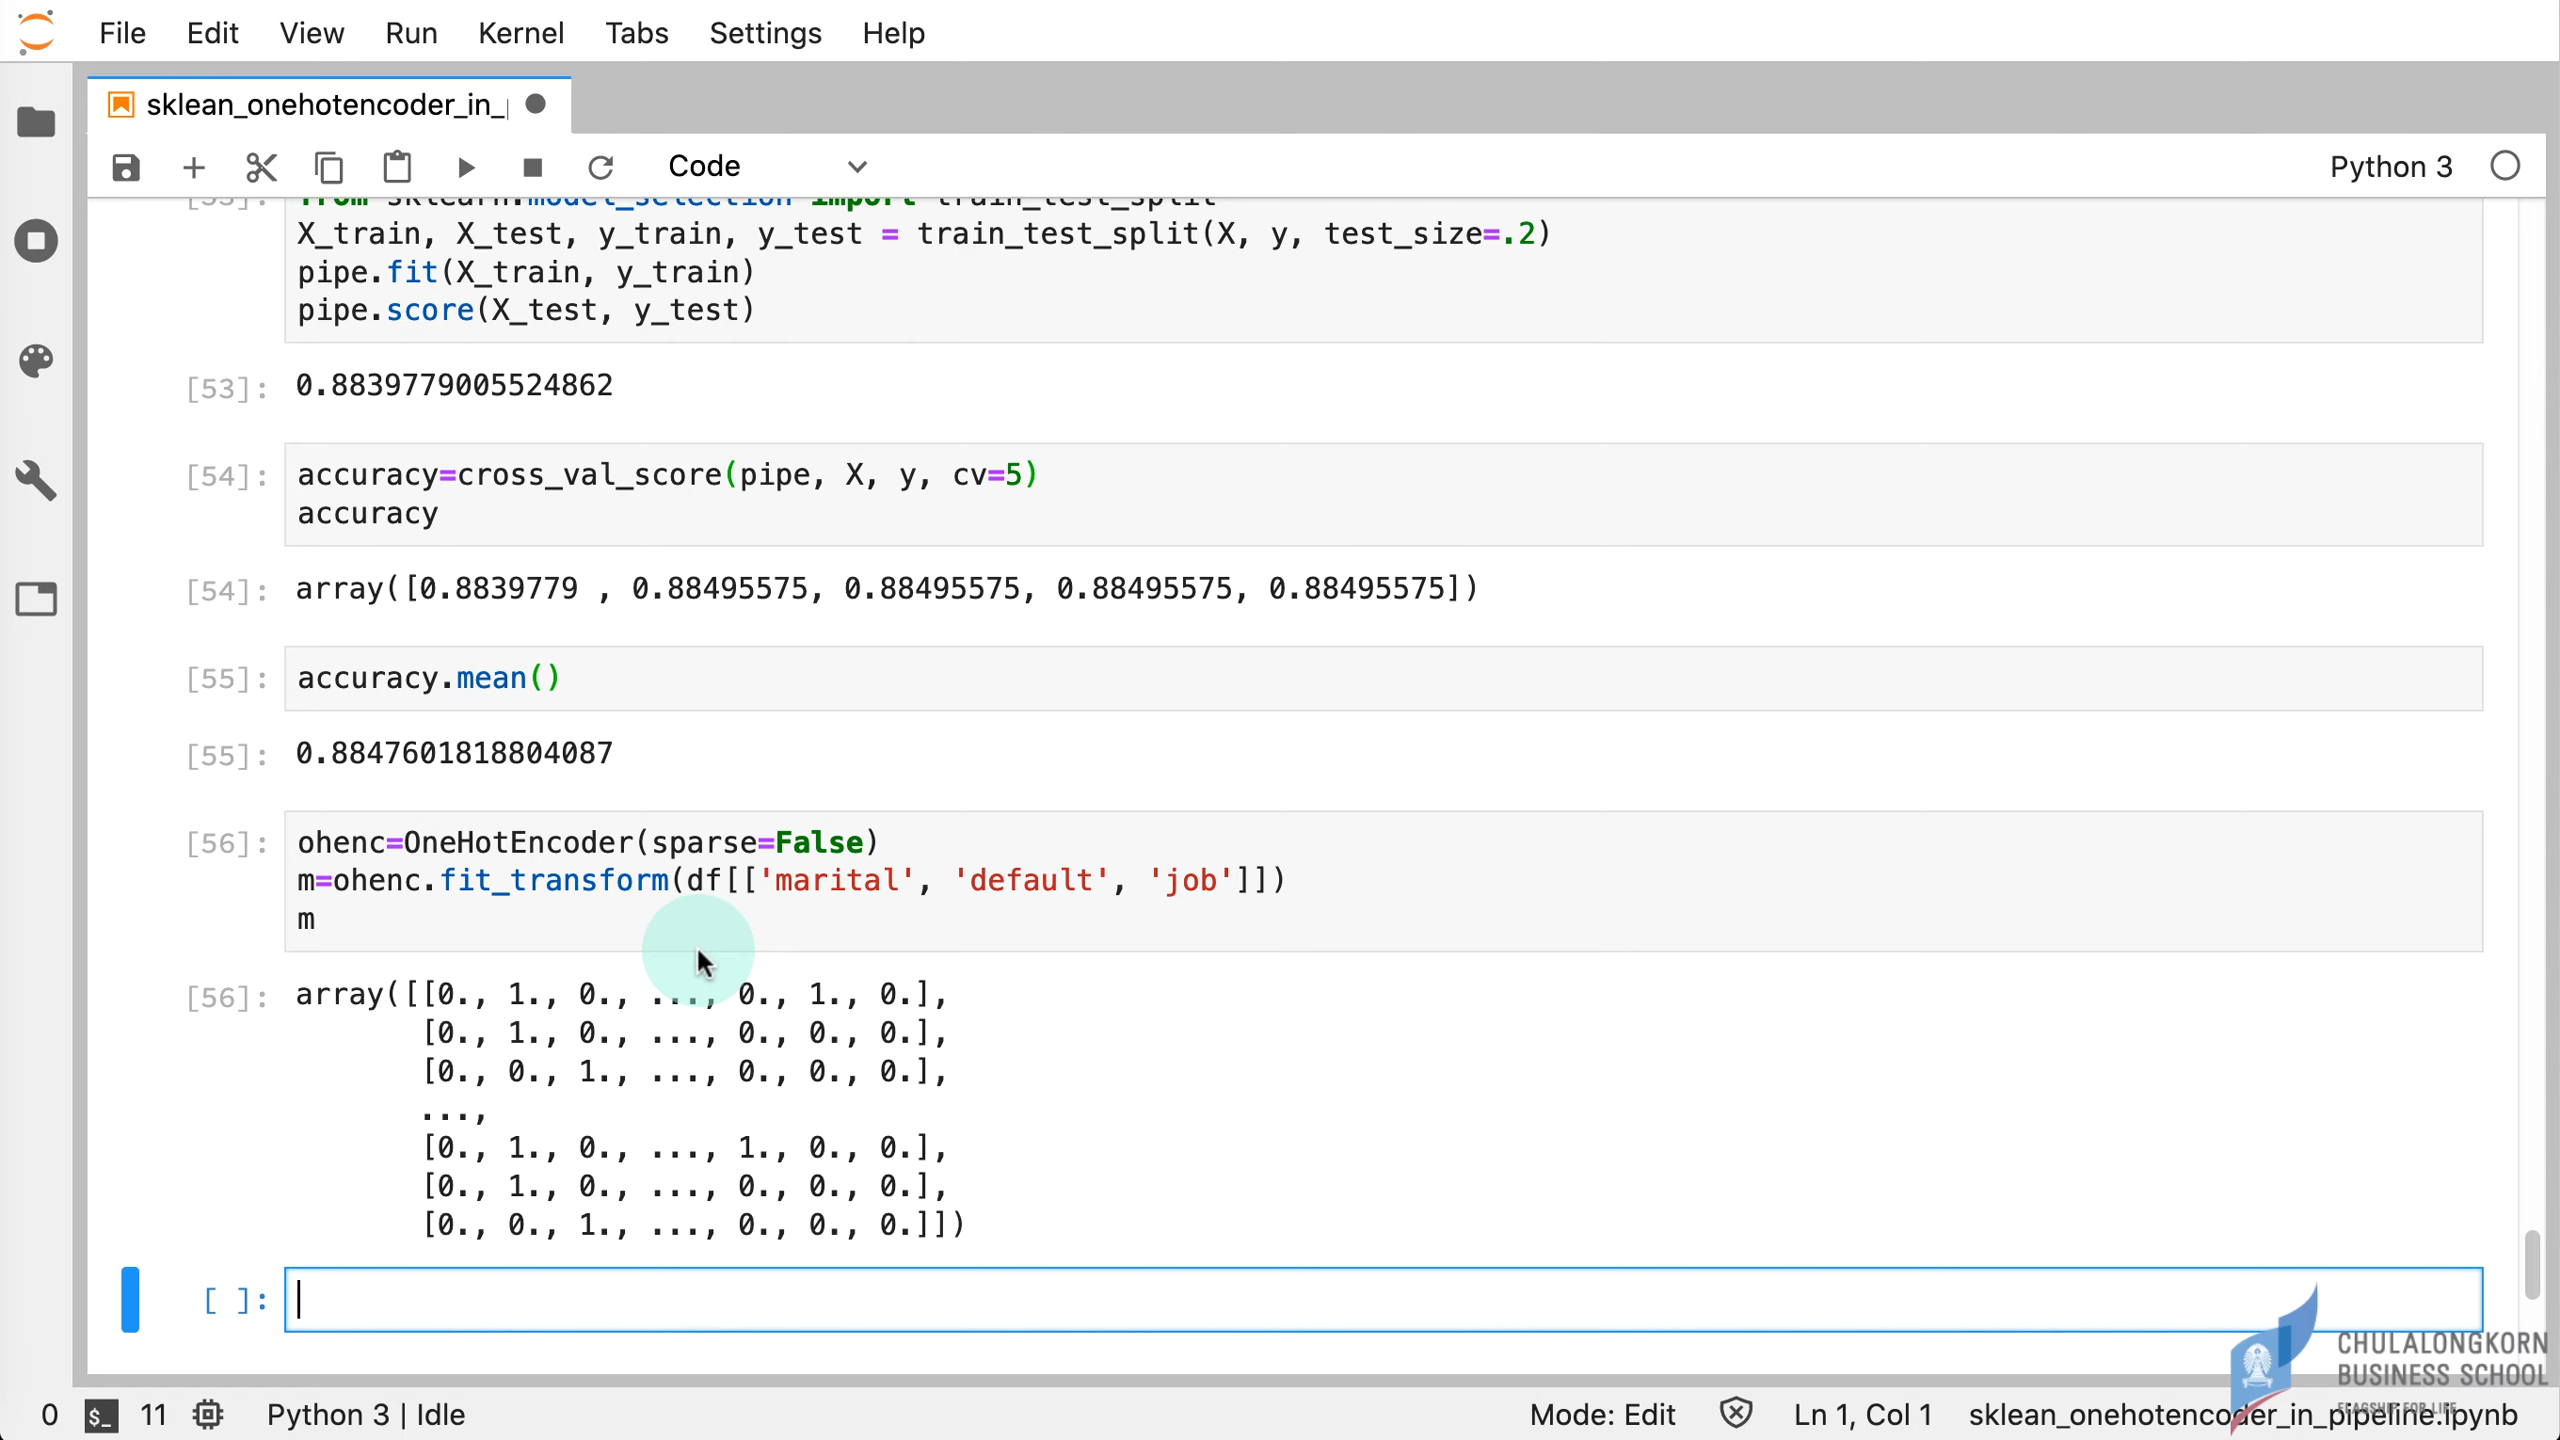 File Edit View Run Kernel Tabs Settings Help
sklean_onehotencoder_in_
Code Python 3
[53]: from sklearn.model_selection import train_test_split
X_train, X_test, y_train, y_test = train_test_split(X, y, test_size=.2)
pipe.fit(X_train, y_train)
pipe.score(X_test, y_test)
[53]: 0.8839779005524862
[54]: accuracy=cross_val_score(pipe, X, y, cv=5)
accuracy
[54]: array([0.8839779 , 0.88495575, 0.88495575, 0.88495575, 0.88495575])
[55]: accuracy.mean()
[55]: 0.8847601818804087
[56]: ohenc=OneHotEncoder(sparse=False)
m=ohenc.fit_transform(df[['marital', 'default', 'job']])
m
[56]: array([[0., 1., 0., ..., 0., 1., 0.],
[0., 1., 0., ..., 0., 0., 0.],
[0., 0., 1., ..., 0., 0., 0.],
...,
[0., 1., 0., ..., 1., 0., 0.],
[0., 1., 0., ..., 0., 0., 0.],
[0., 0., 1., ..., 0., 0., 0.]])
[ ]:
CHULALONGKORN
BUSINESS SCHOOL
FLAGSHIP FOR LIFE
0 $_ 11 Python 3 | Idle Mode: Edit Ln 1, Col 1 sklean_onehotencoder_in_pipeline.ipynb